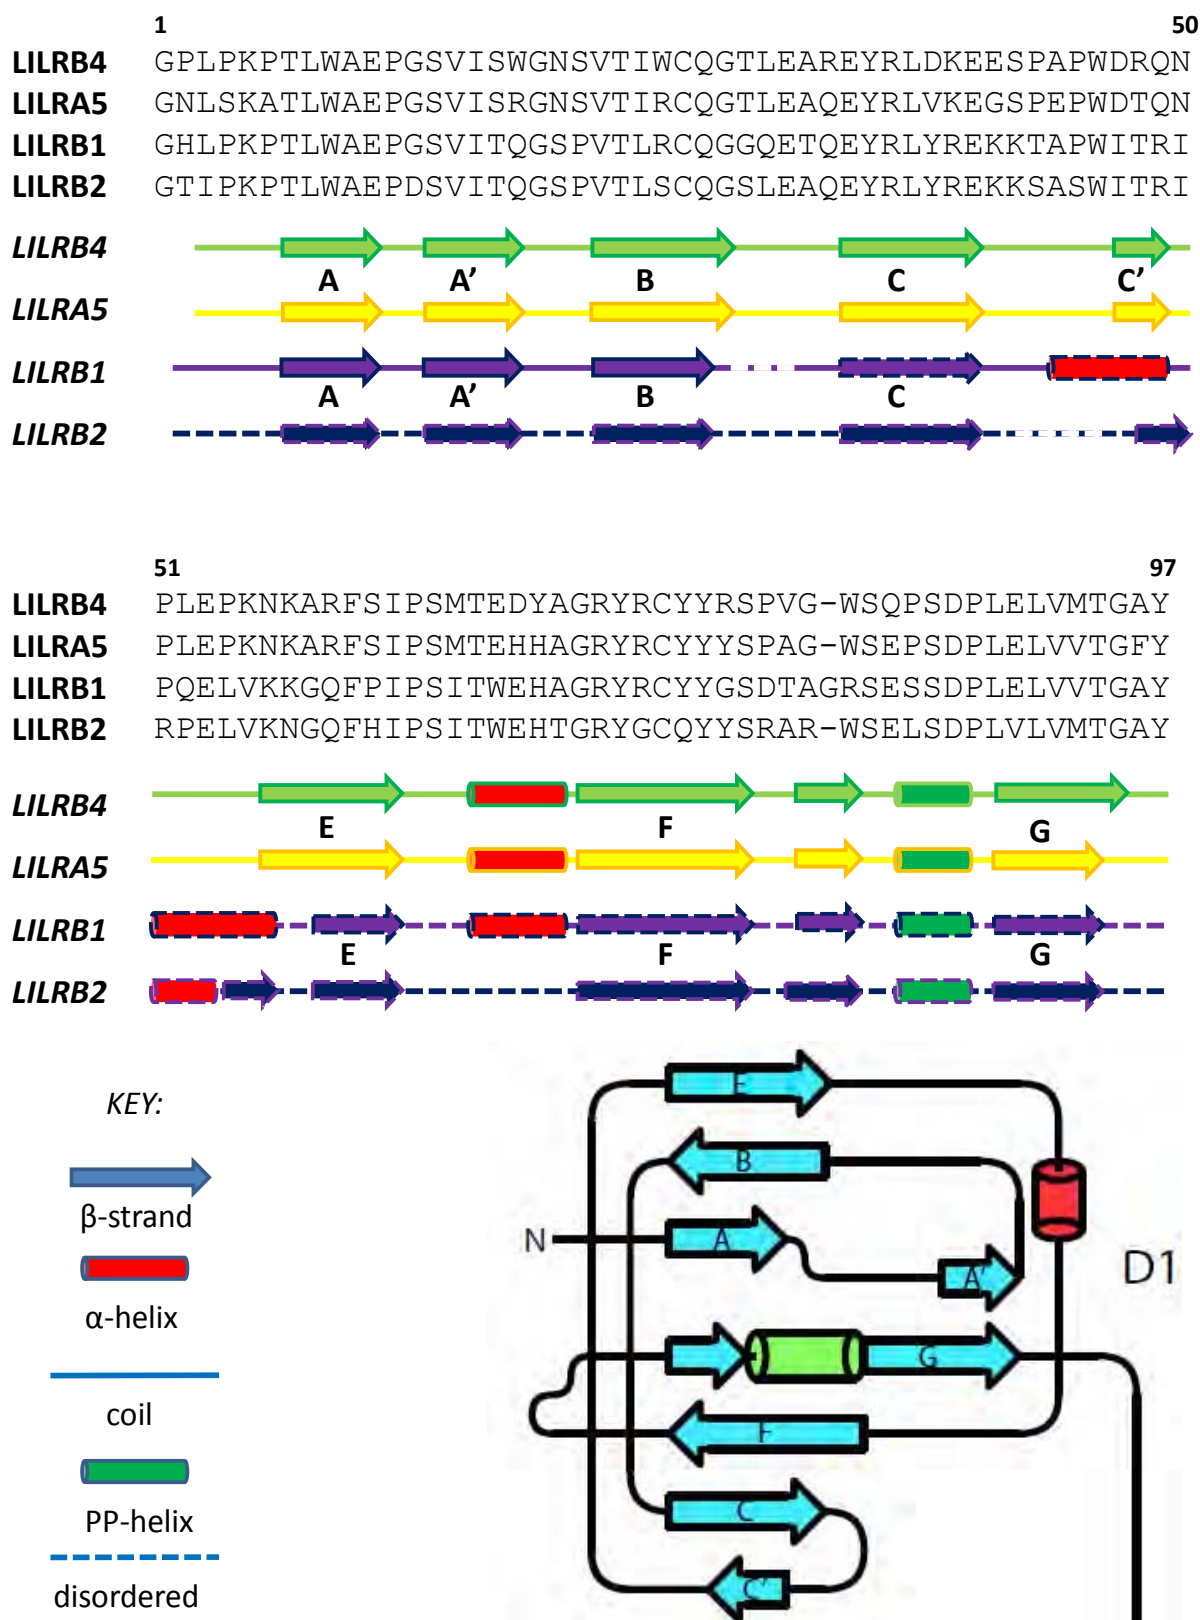 1 50
LILRB4 GPLPKPTLWAEPGSVISWGNSVTIWCQGTLEAREYRLDKEESPAPWDRQN
LILRA5 GNLSKATLWAEPGSVISRGNSVTIRCQGTLEAQEYRLVKEGSPEPWDTQN
LILRB1 GHLPKPTLWAEPGSVITQGSPVTLRCQGGQETQEYRLYREKKTAPWITRI
LILRB2 GTIPKPTLWAEPDSVITQGSPVTLSCQGSLEAQEYRLYREKKSASWITRI
LILRB4
A A’ B C C’
LILRA5
LILRB1
A A’ B C
LILRB2
51 97
LILRB4 PLEPKNKARFSIPSMTEDYAGRYRCYYRSPVG-WSQPSDPLELVMTGAY
LILRA5 PLEPKNKARFSIPSMTEHHAGRYRCYYYSPAG-WSEPSDPLELVVTGFY
LILRB1 PQELVKKGQFPIPSITWEHAGRYRCYYGSDTAGRSESSDPLELVVTGAY
LILRB2 RPELVKNGQFHIPSITWEHTGRYGCQYYSRAR-WSELSDPLVLVMTGAY
LILRB4
E F G
LILRA5
LILRB1
E F G
LILRB2
KEY:
β-strand
α-helix
coil
PP-helix
disordered
E
B
N A
A'
D1
G
F
C
C'